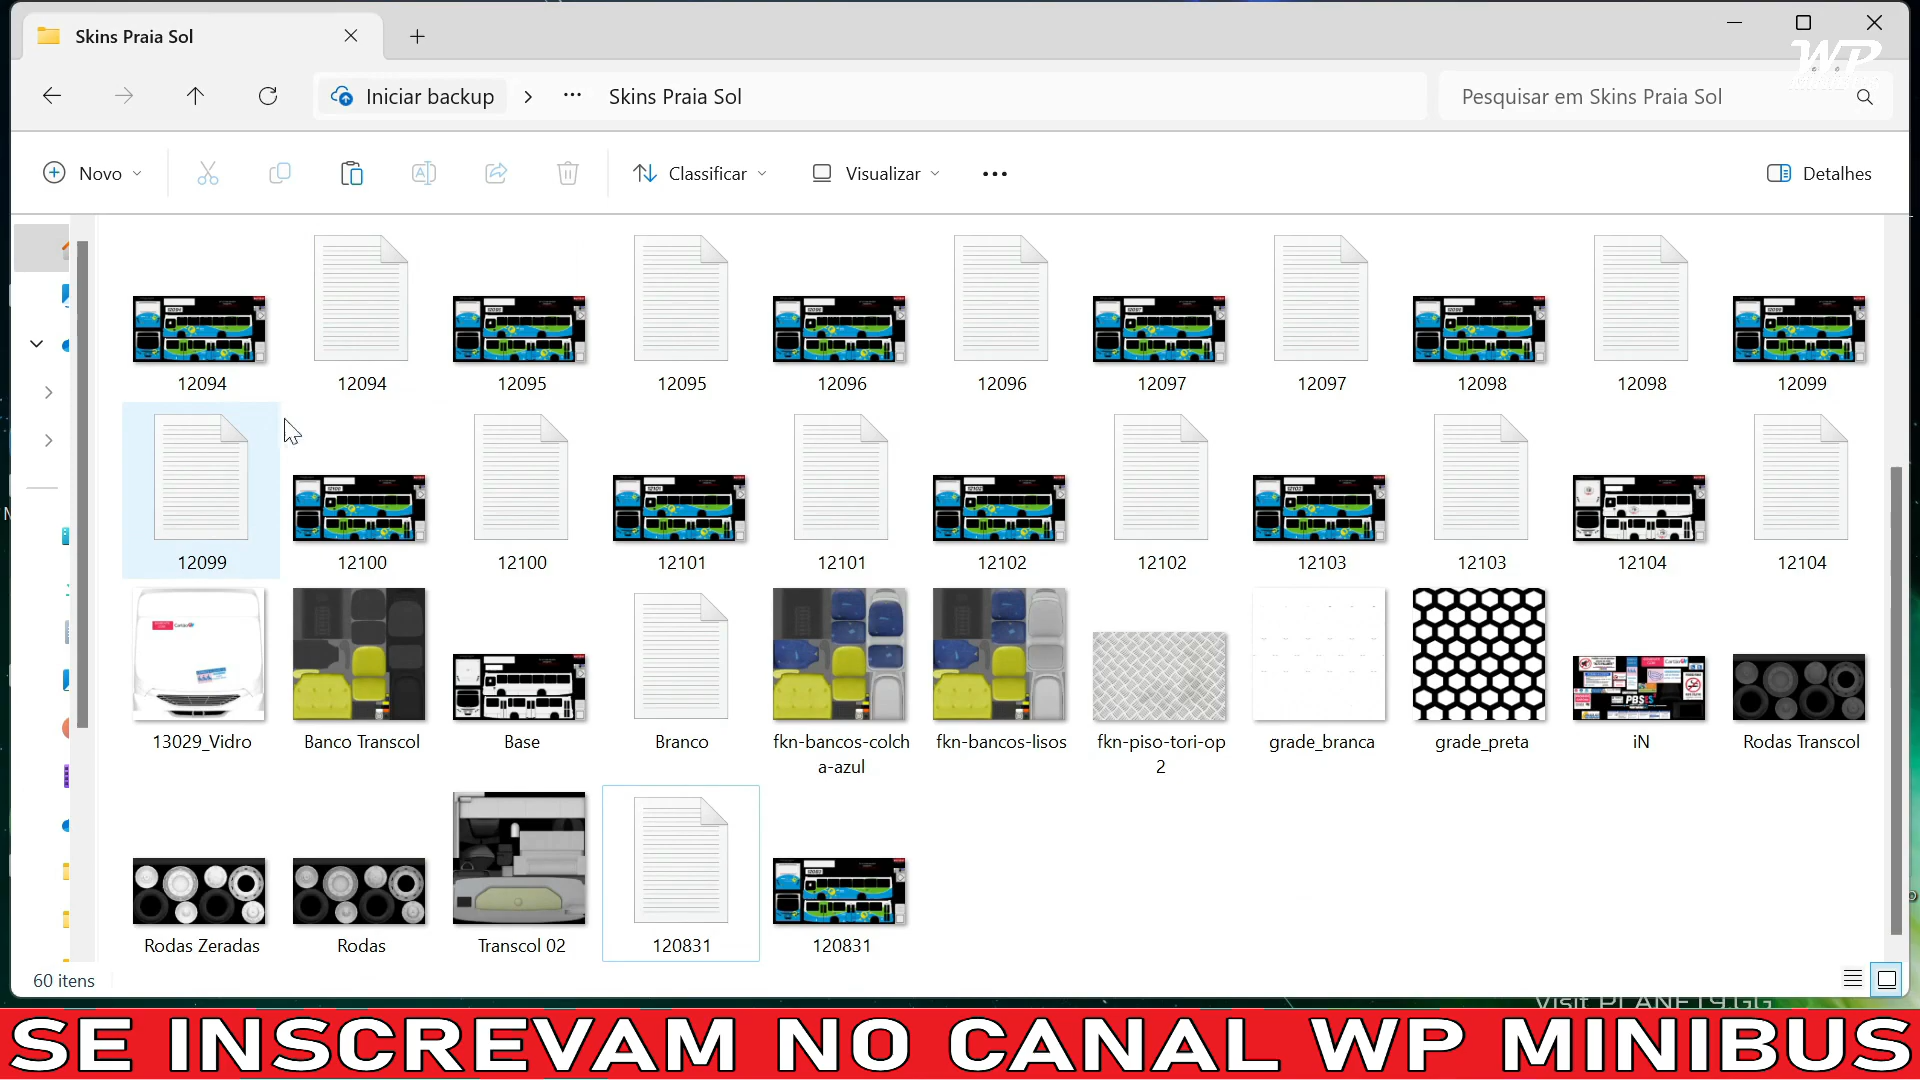 Skins Praia Sol
WP
Iniciar backup
Skins Praia Sol
Pesquisar em Skins Praia Sol
Novo
Classificar
Visualizar
Detalhes
12094
12094
12095
12095
12096
12096
12097
12097
12098
12098
12099
12099
12100
12100
12101
12101
12102
12102
12103
12103
12104
12104
13029_Vidro
Banco Transcol
Base
Branco
fkn-bancos-colch
a-azul
fkn-bancos-lisos
fkn-piso-tori-op
2
grade_branca
grade_preta
iN
Rodas Transcol
Rodas Zeradas
Rodas
Transcol 02
120831
120831
60 itens
Visit PLANET9.GG
SE INSCREVAM NO CANAL WP MINIBUS